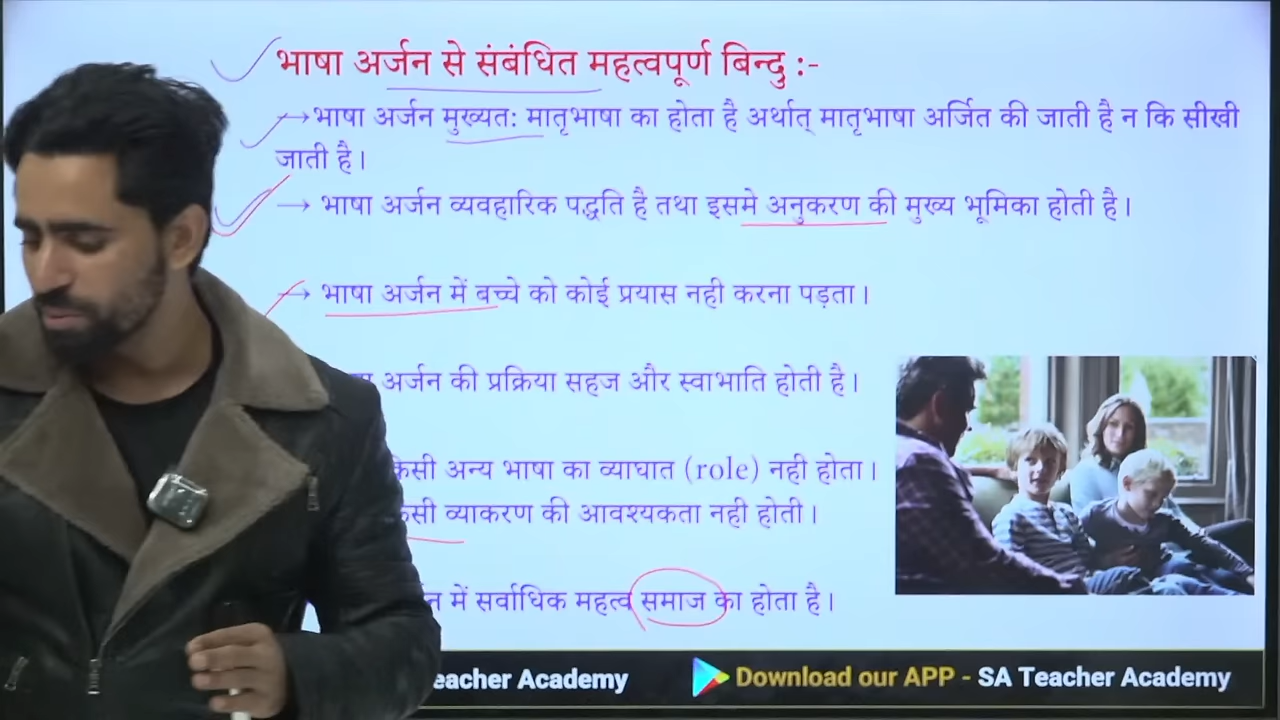 भाषा अर्जन से संबंधित महत्वपूर्ण बिन्दु :-
→भाषा अर्जन मुख्यत: मातृभाषा का होता है अर्थात् मातृभाषा अर्जित की जाती है न कि सीखी
जाती है।
→ भाषा अर्जन व्यवहारिक पद्धति है तथा इसमे अनुकरण की मुख्य भूमिका होती है।
→ भाषा अर्जन में बच्चे को कोई प्रयास नही करना पड़ता।
अर्जन की प्रक्रिया सहज और स्वाभाति होती है।
अन्य भाषा का व्याघात (role) नही होता।
व्याकरण की आवश्यकता नही होती।
में सर्वाधिक महत्व समाज का होता है।
Academy
Download our APP - SA Teacher Academy